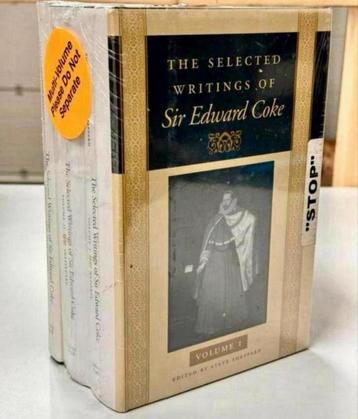 Multi-Volume
Please Do Not
Separate
THE SELECTED
WRITINGS OF
Sir Edward Coke
"STOP"
VOLUME I
EDITED BY STEVE SHEPPARD
The Selected Writings of Sir Edward Coke
The Selected Writings of Sir Edward Coke
The Selected Writings of Sir Edward Coke